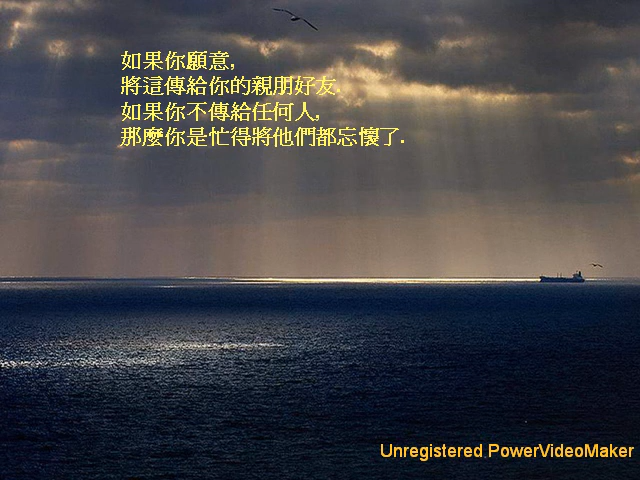 如果你願意,
將這傳給你的親朋好友.
如果你不傳給任何人,
那麼你是忙得將他們都忘懷了.
Unregistered PowerVideoMaker